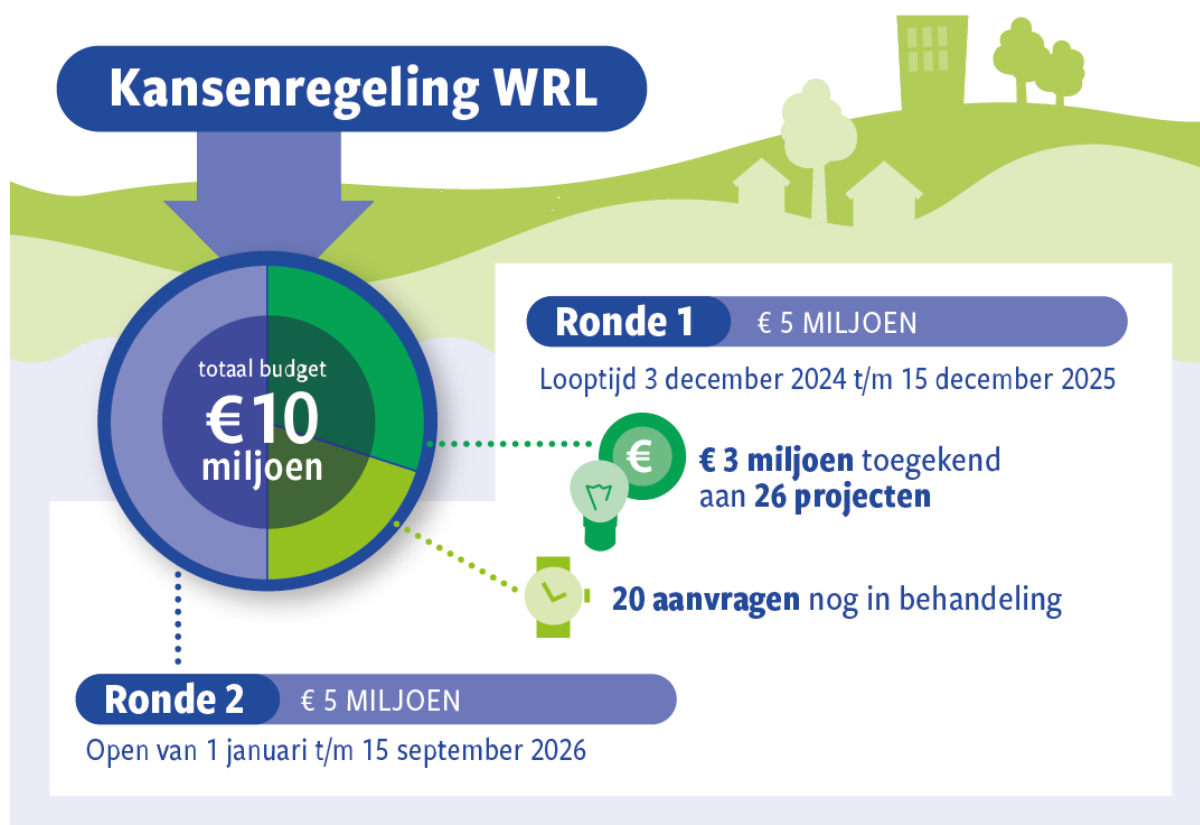 Kansenregeling WRL
totaal budget
€10
miljoen
Ronde 1 € 5 MILJOEN
Looptijd 3 december 2024 t/m 15 december 2025
€
€ 3 miljoen toegekend
aan 26 projecten
20 aanvragen nog in behandeling
Ronde 2 € 5 MILJOEN
Open van 1 januari t/m 15 september 2026